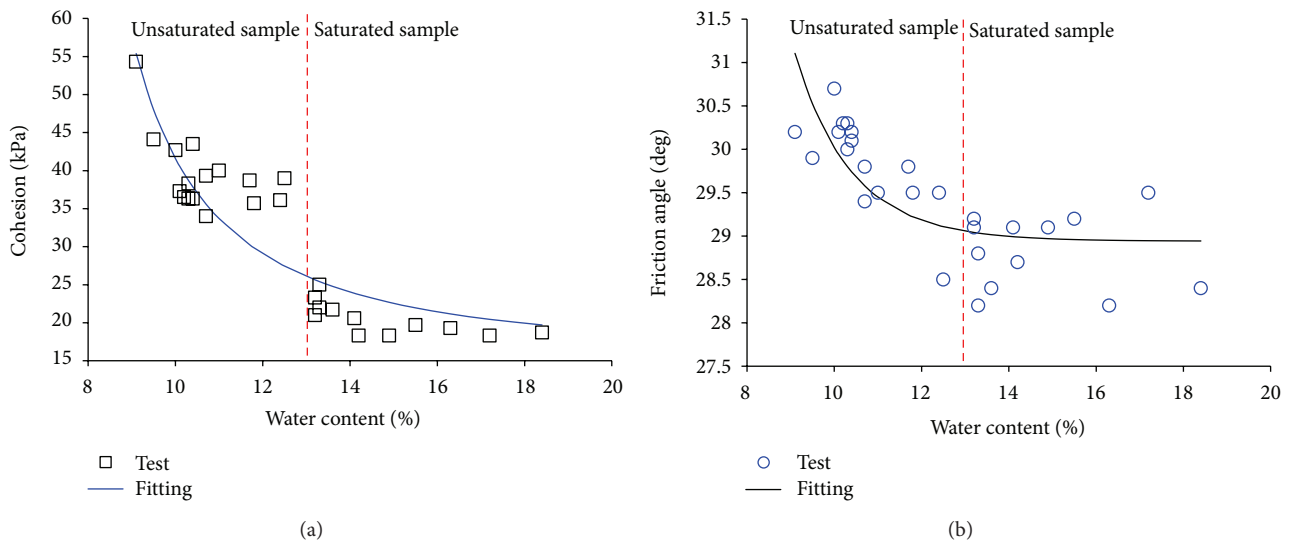 60
55
50
45
40
35
30
25
20
15
Cohesion (kPa)
Unsaturated sample
Saturated sample
8 10 12 14 16 18 20
Water content (%)
Test
Fitting
(a)
31.5
31
30.5
30
29.5
29
28.5
28
27.5
Friction angle (deg)
Unsaturated sample
Saturated sample
8 10 12 14 16 18 20
Water content (%)
Test
Fitting
(b)